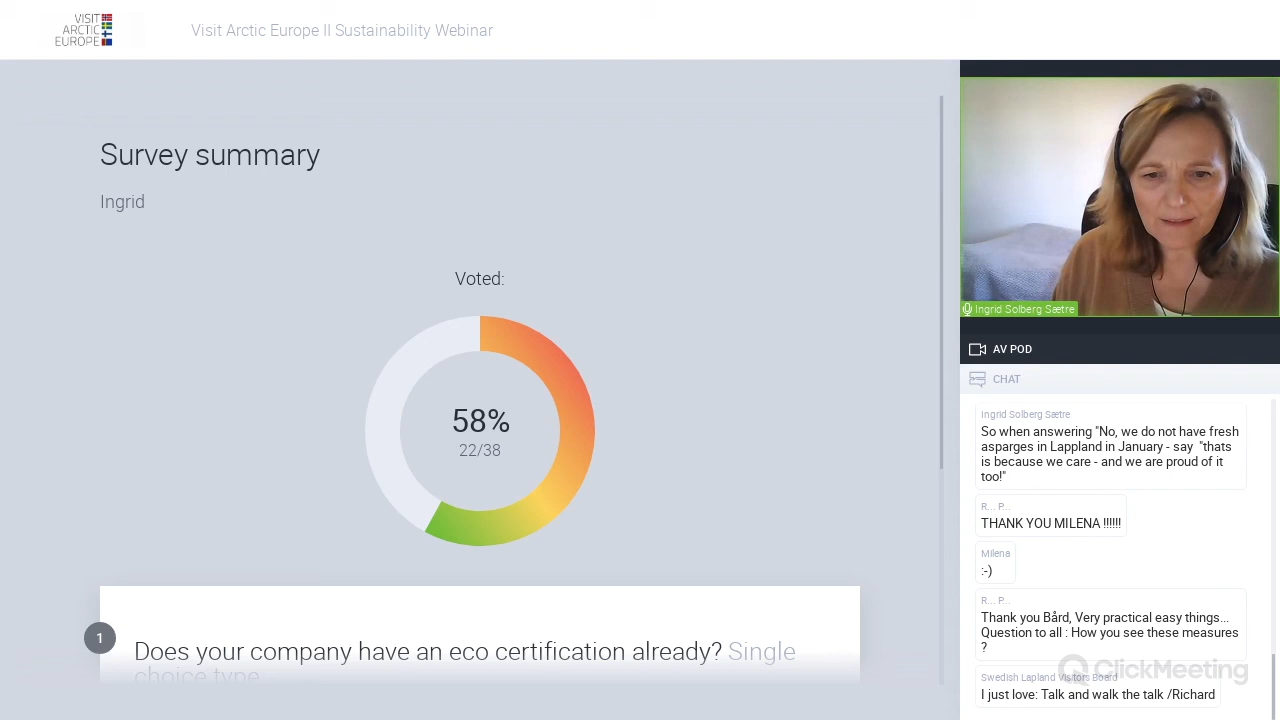 VISIT
ARCTIC
EUROPE
Visit Arctic Europe II Sustainability Webinar
Survey summary
Ingrid
Voted:
58%
22/38
1
Does your company have an eco certification already? Single
choice type
Ingrid Solberg Sætre
AV POD
CHAT
Ingrid Solberg Sætre
So when answering "No, we do not have fresh
asparges in Lappland in January - say "thats
is because we care - and we are proud of it
too!"
R... P...
THANK YOU MILENA !!!!!!
Milena
:-)
R... P...
Thank you Bård, Very practical easy things...
Question to all : How you see these measures
?
Swedish Lapland Visitors Board
I just love: Talk and walk the talk /Richard
ClickMeeting